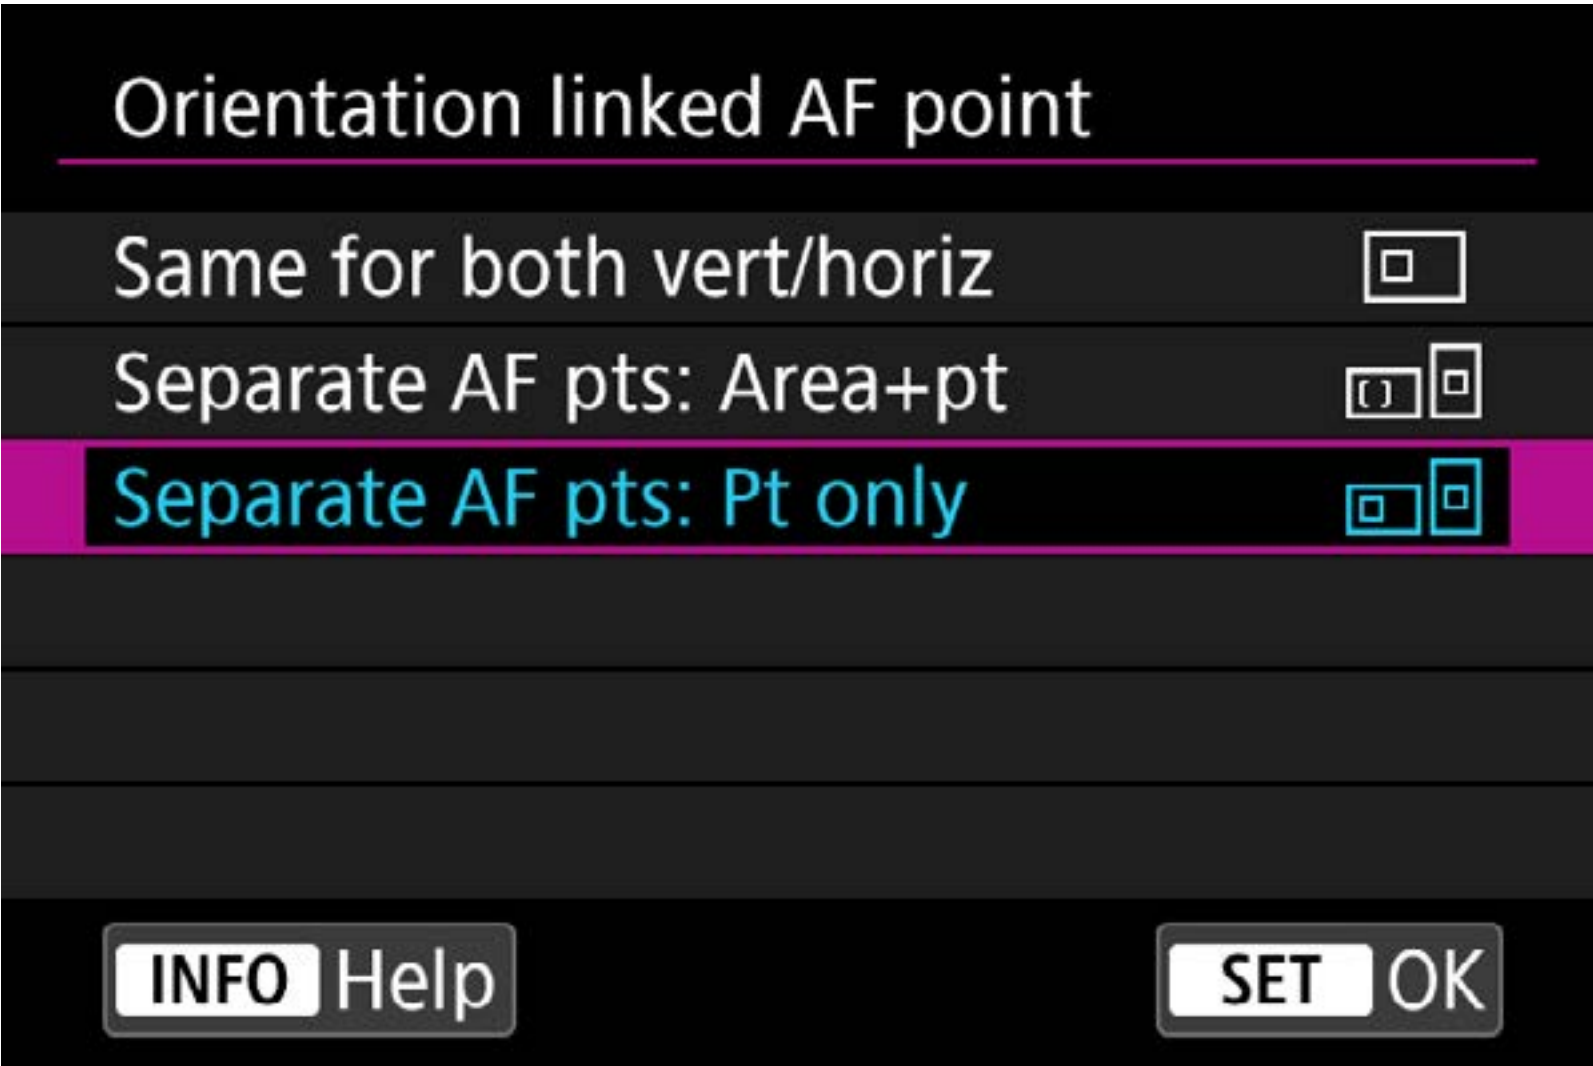 Orientation linked AF point
Same for both vert/horiz
Separate AF pts: Area+pt
Separate AF pts: Pt only
INFO Help
SET OK